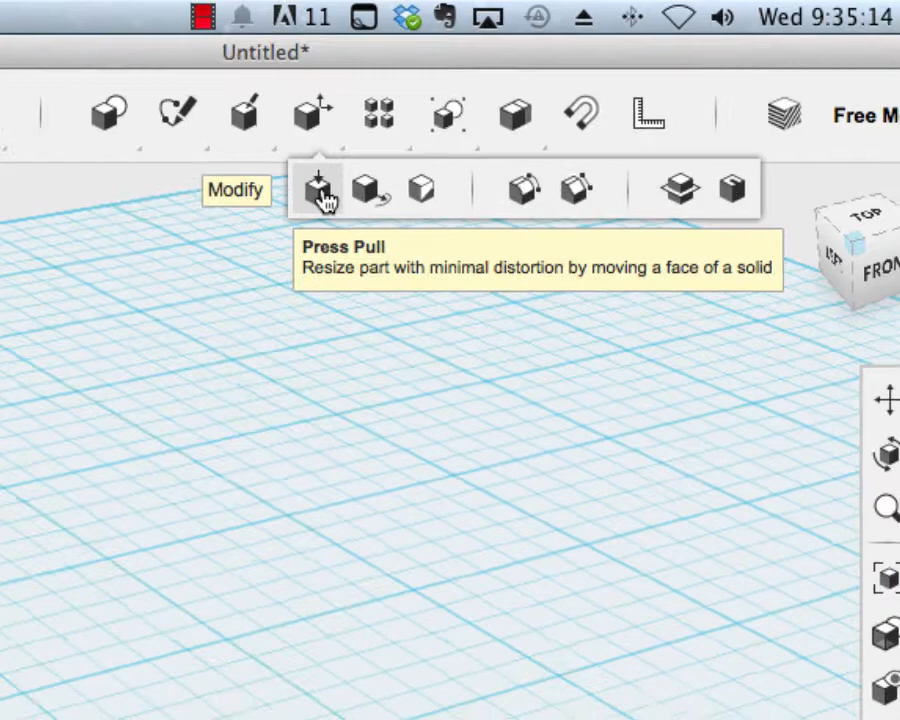 11
Wed 9:35:14
Untitled*
Free M
Modify
Press Pull
Resize part with minimal distortion by moving a face of a solid
TOP
LEFT
FRON